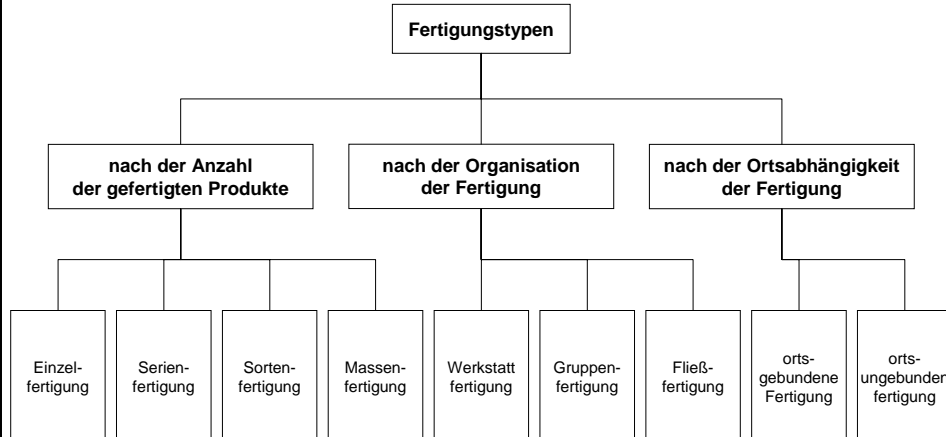 Fertigungstypen
nach der Anzahl
der gefertigten Produkte
nach der Organisation
der Fertigung
nach der Ortsabhängigkeit
der Fertigung
Einzel-
fertigung
Serien-
fertigung
Sorten-
fertigung
Massen-
fertigung
Werkstatt
fertigung
Gruppen-
fertigung
Fließ-
fertigung
orts-
gebundene
Fertigung
orts-
ungebunden
fertigung